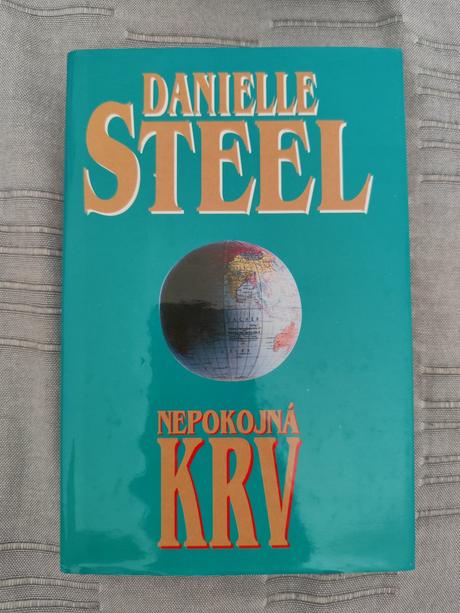 DANIELLE
STEEL
NEPOKOJNÁ
KRV